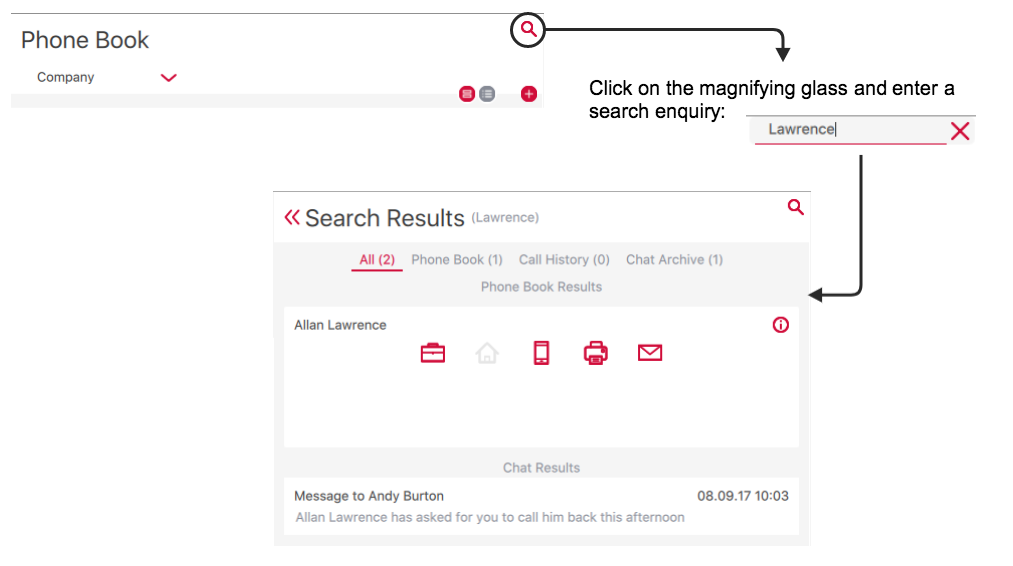 Phone Book
Company
Click on the magnifying glass and enter a
search enquiry:
Lawrence
Search Results (Lawrence)
All (2) Phone Book (1) Call History (0) Chat Archive (1)
Phone Book Results
Allan Lawrence
Chat Results
Message to Andy Burton 08.09.17 10:03
Allan Lawrence has asked for you to call him back this afternoon